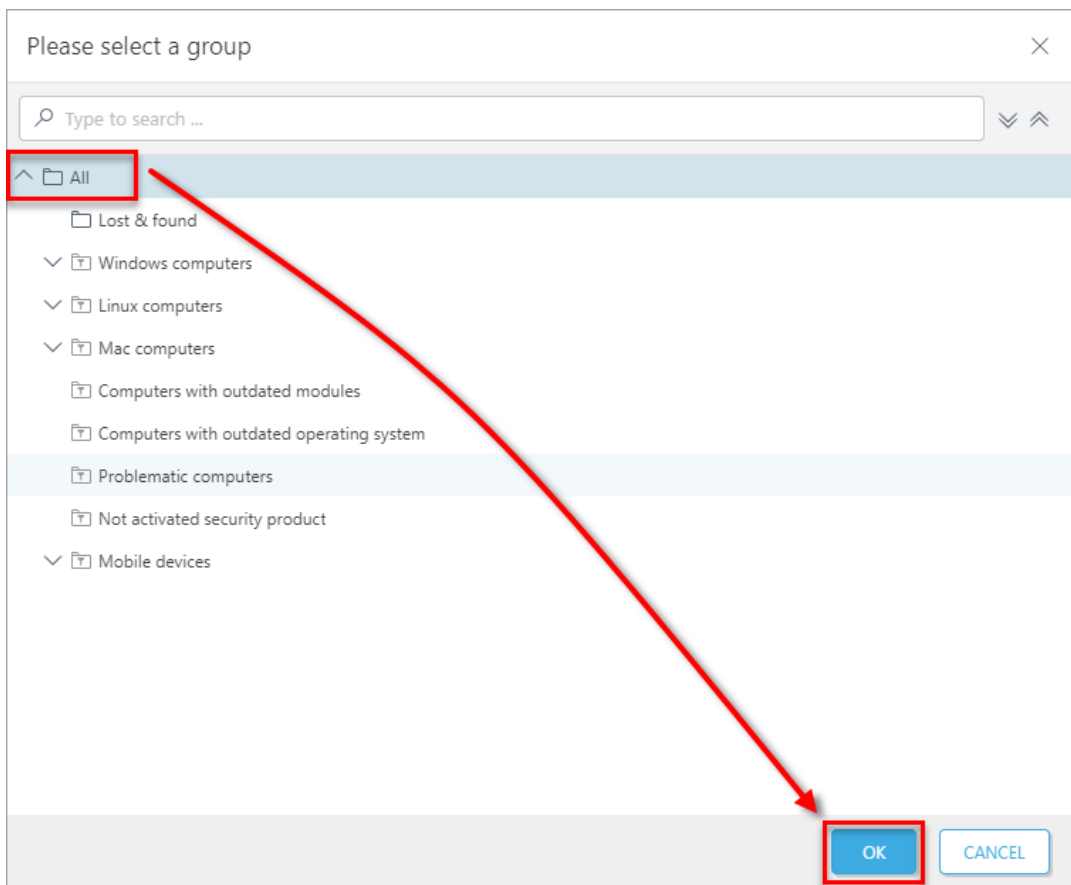 Please select a group
Type to search ...
All
Lost & found
Windows computers
Linux computers
Mac computers
Computers with outdated modules
Computers with outdated operating system
Problematic computers
Not activated security product
Mobile devices
OK CANCEL